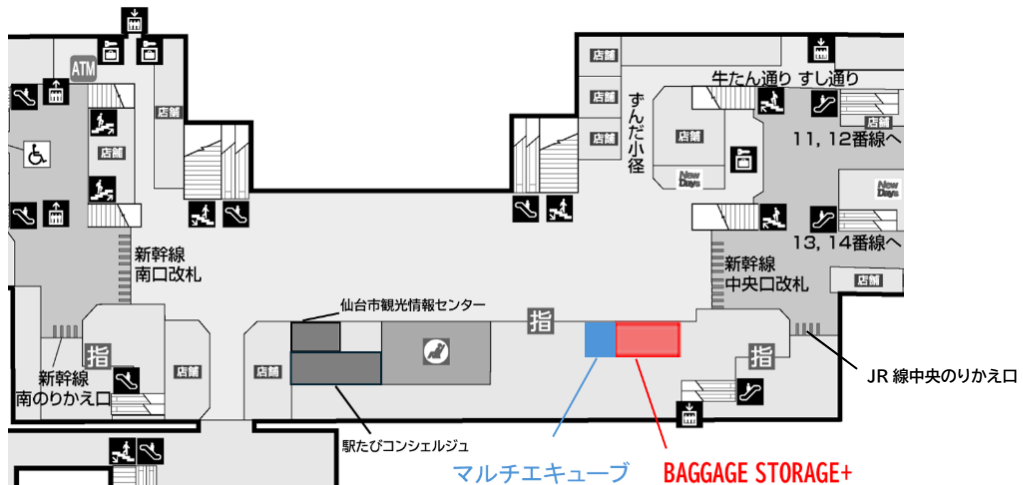 ATM
店舗
店舗
店舗
店舗
店舗
ずんだ小径
牛たん通り すし通り
店舗
New Days
店舗
11, 12番線へ
New Days
13, 14番線へ
店舗
新幹線
南口改札
新幹線
中央口改札
仙台市観光情報センター
指
指
指
新幹線
南のりかえ口
店舗
店舗
JR 線中央のりかえ口
駅たびコンシェルジュ
マルチエキューブ
BAGGAGE STORAGE+